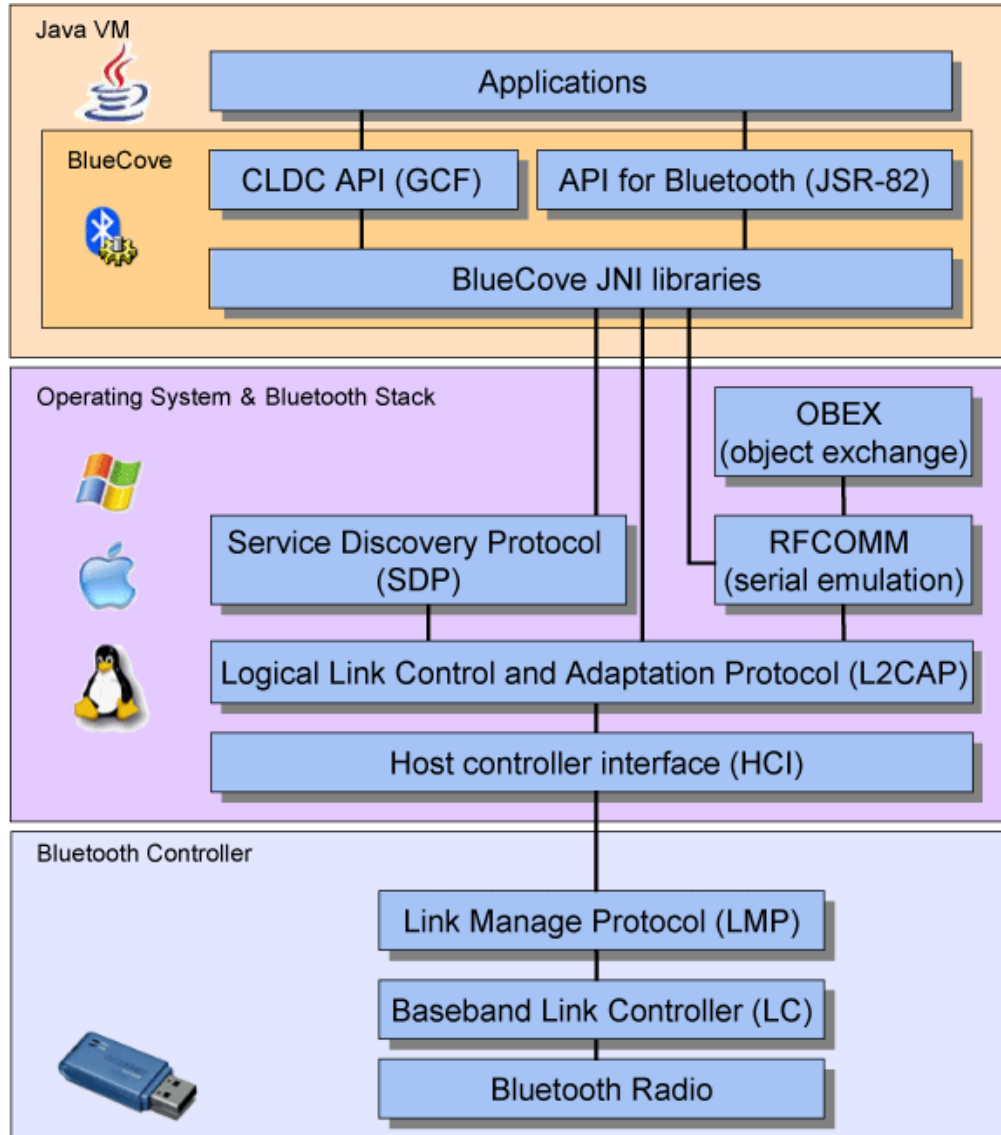 Java VM
Applications
BlueCove
CLDC API (GCF)
API for Bluetooth (JSR-82)
BlueCove JNI libraries
Operating System & Bluetooth Stack
OBEX
(object exchange)
Service Discovery Protocol
(SDP)
RFCOMM
(serial emulation)
Logical Link Control and Adaptation Protocol (L2CAP)
Host controller interface (HCI)
Bluetooth Controller
Link Manage Protocol (LMP)
Baseband Link Controller (LC)
Bluetooth Radio